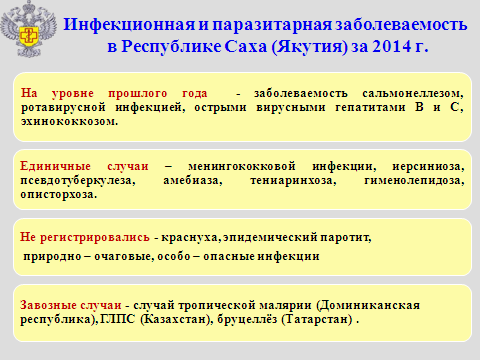 Инфекционная и паразитарная заболеваемость
в Республике Саха (Якутия) за 2014 г.
На уровне прошлого года - заболеваемость сальмонеллезом,
ротавирусной инфекцией, острыми вирусными гепатитами В и С,
эхинококкозом.
Единичные случаи – менингококковой инфекции, иерсиниоза,
псевдотуберкулеза, амебиаза, тениаринхоза, гименолепидоза,
описторхоза.
Не регистрировались - краснуха, эпидемический паротит,
природно – очаговые, особо – опасные инфекции
Завозные случаи - случай тропической малярии (Доминиканская
республика), ГЛПС (Казахстан), бруцеллёз (Татарстан) .